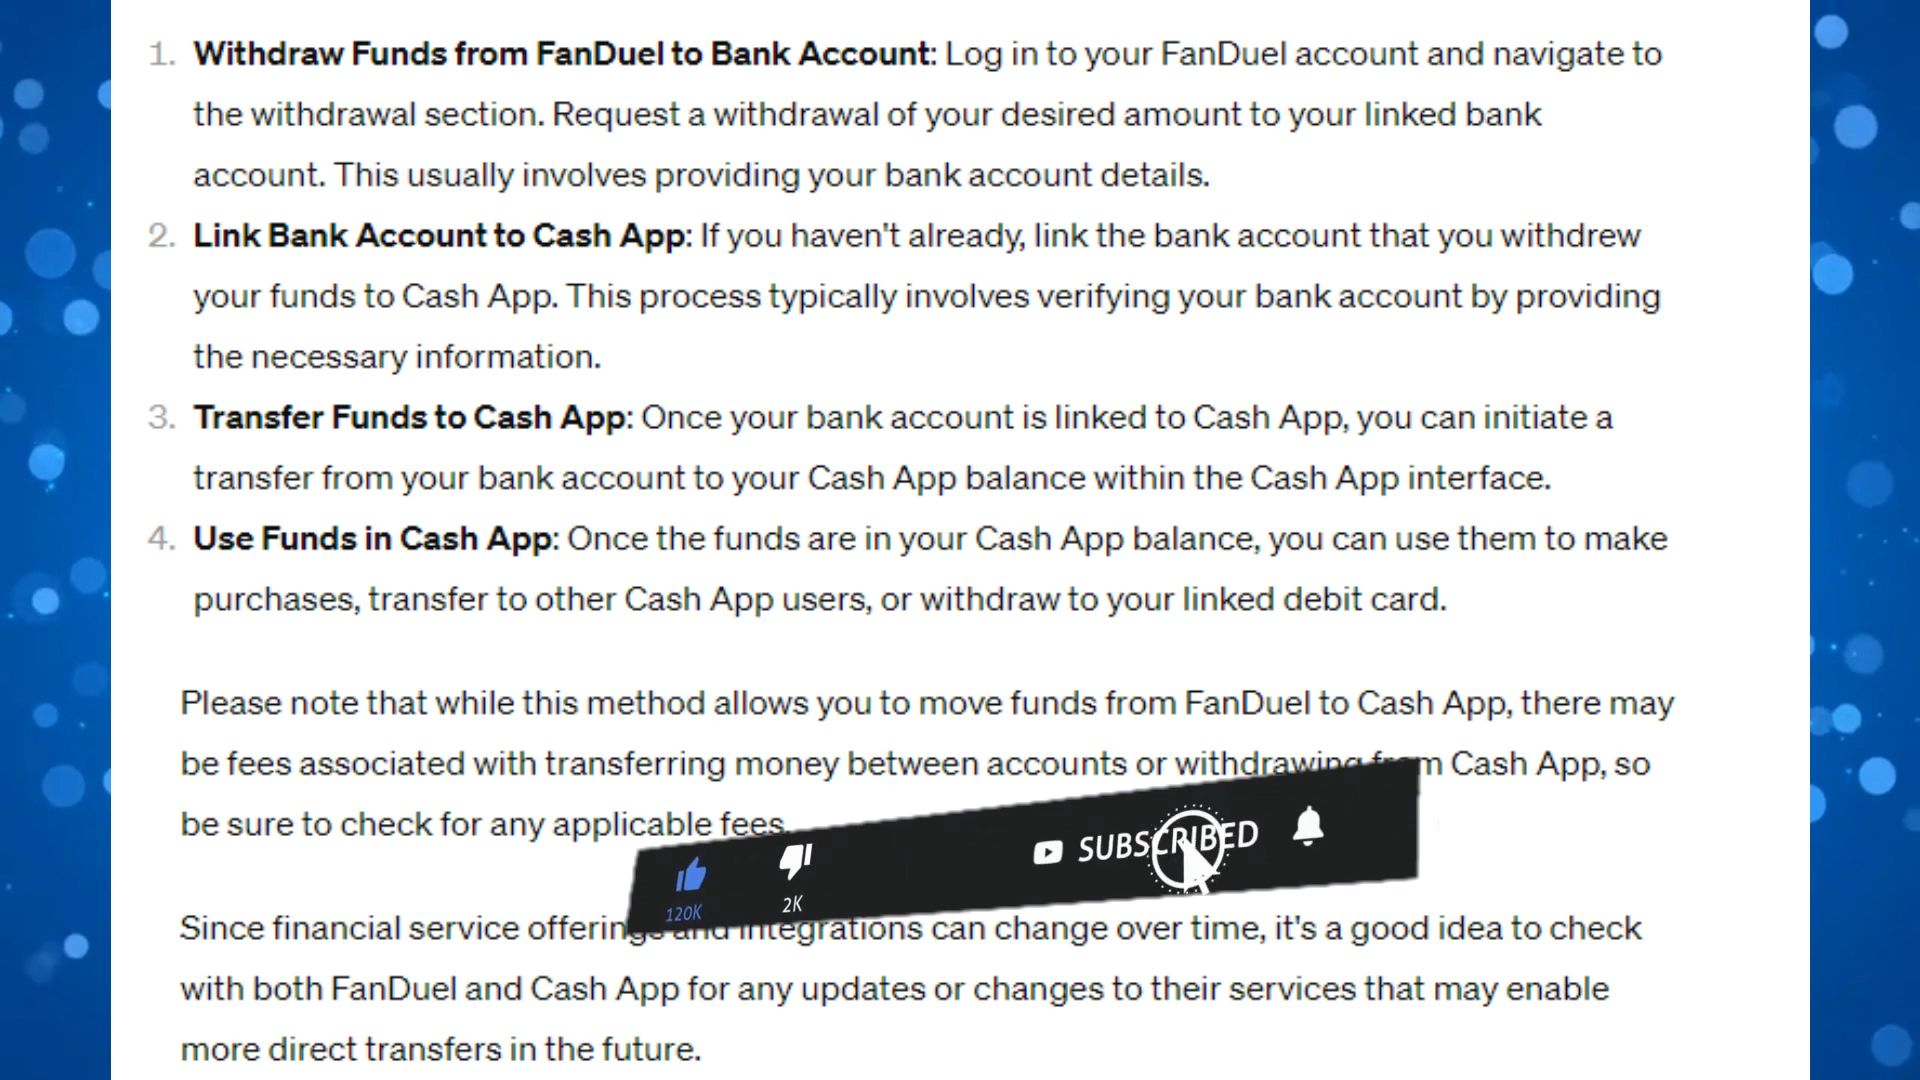 1. Withdraw Funds from FanDuel to Bank Account: Log in to your FanDuel account and navigate to
the withdrawal section. Request a withdrawal of your desired amount to your linked bank
account. This usually involves providing your bank account details.
2. Link Bank Account to Cash App: If you haven't already, link the bank account that you withdrew
your funds to Cash App. This process typically involves verifying your bank account by providing
the necessary information.
3. Transfer Funds to Cash App: Once your bank account is linked to Cash App, you can initiate a
transfer from your bank account to your Cash App balance within the Cash App interface.
4. Use Funds in Cash App: Once the funds are in your Cash App balance, you can use them to make
purchases, transfer to other Cash App users, or withdraw to your linked debit card.
Please note that while this method allows you to move funds from FanDuel to Cash App, there may
be fees associated with transferring money between accounts or withdrawing from Cash App, so
be sure to check for any applicable fees.
SUBSCRIBED
120K
2K
Since financial service offerings and integrations can change over time, it's a good idea to check
with both FanDuel and Cash App for any updates or changes to their services that may enable
more direct transfers in the future.